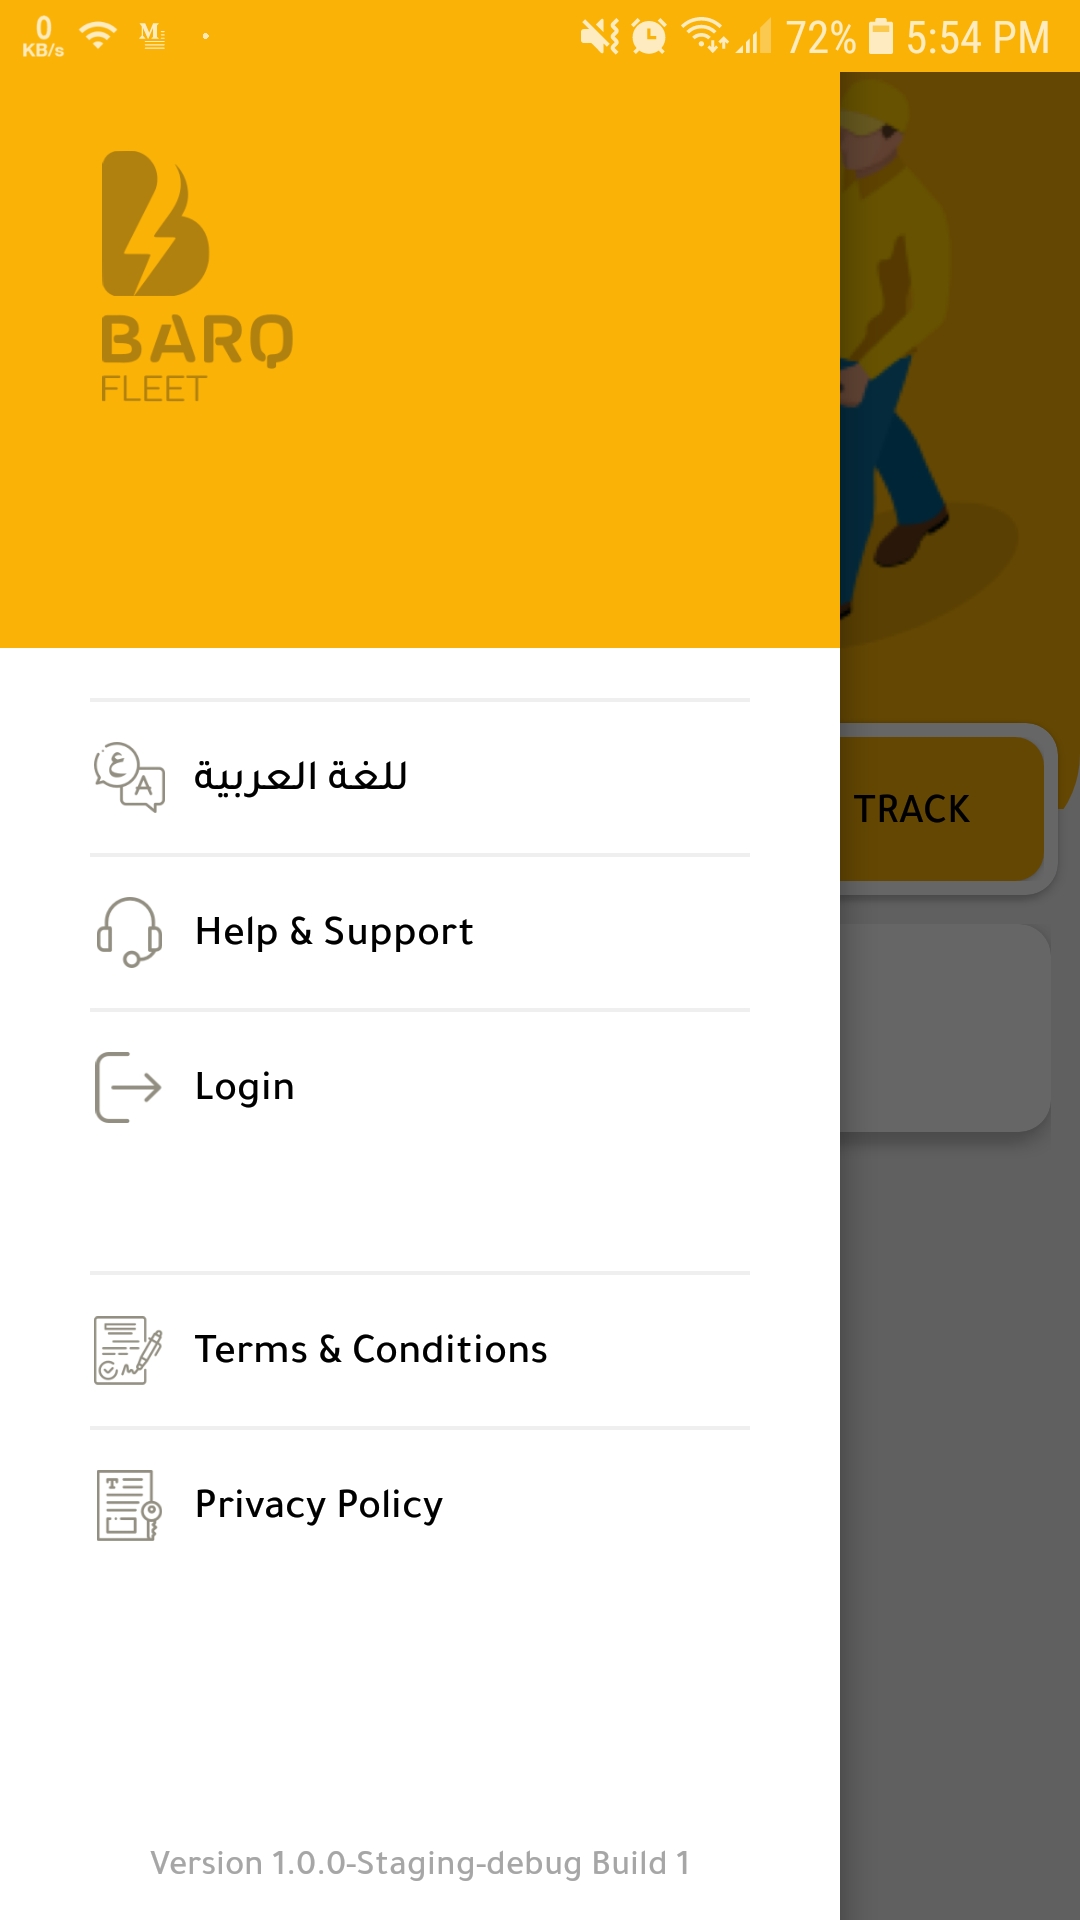 0
KB/s
72%
5:54 PM
BARQ
FLEET
TRACK
للغة العربية
Help & Support
Login
Terms & Conditions
Privacy Policy
Version 1.0.0-Staging-debug Build 1